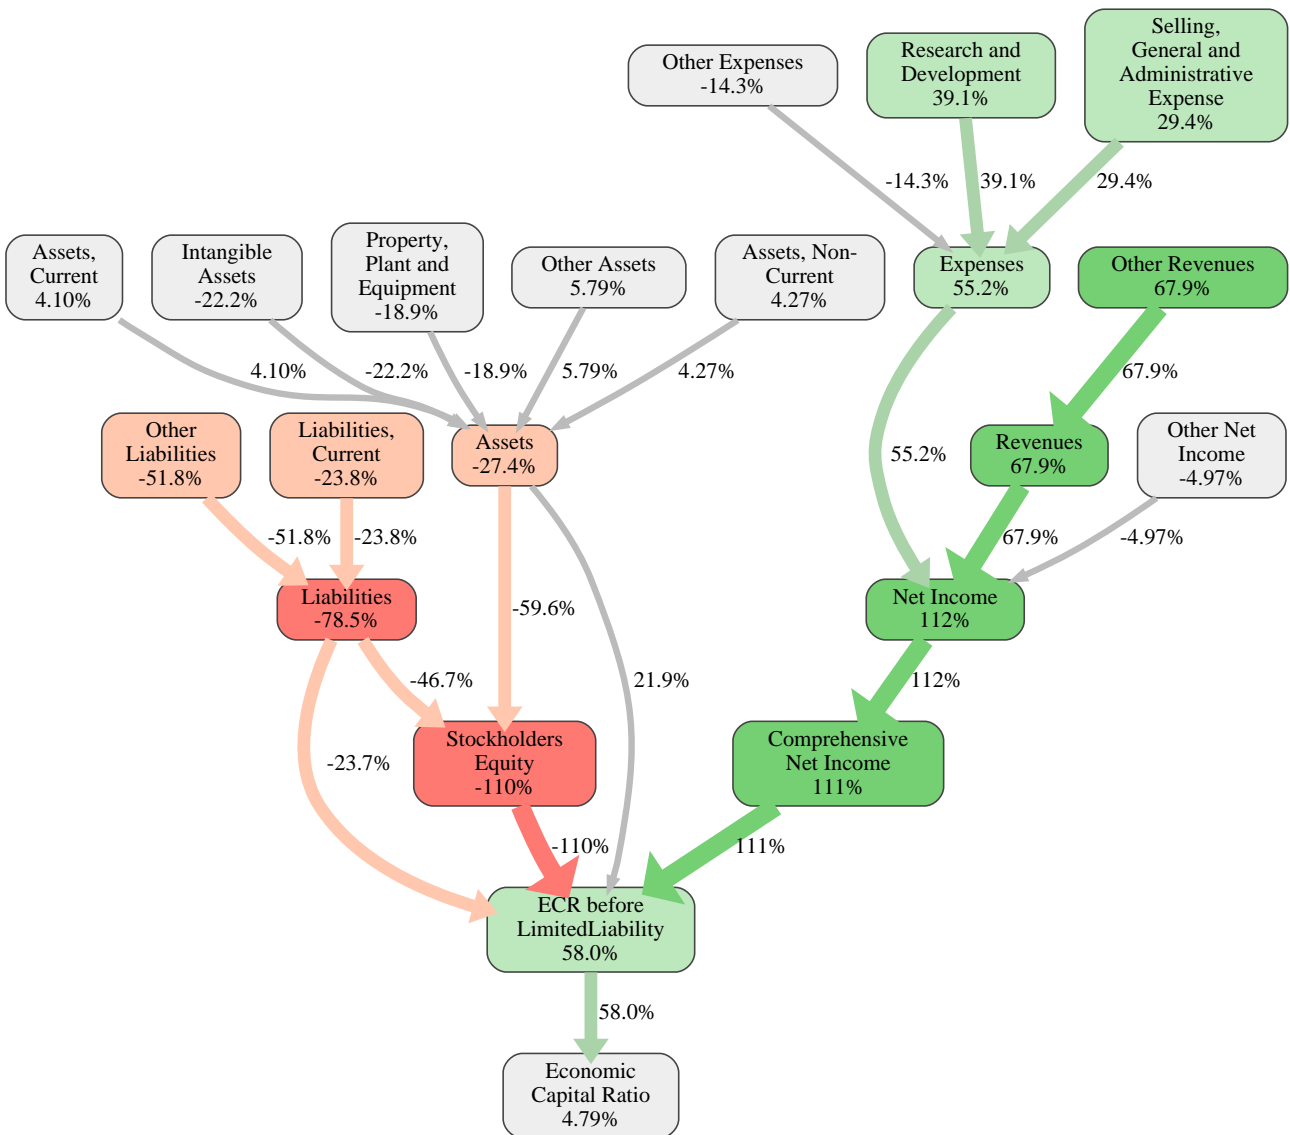 Other Expenses
-14.3%
Research and
Development
39.1%
Selling,
General and
Administrative
Expense
29.4%
-14.3%
39.1%
29.4%
Assets,
Current
4.10%
Intangible
Assets
-22.2%
Property,
Plant and
Equipment
-18.9%
Other Assets
5.79%
Assets, Non-
Current
4.27%
Expenses
55.2%
Other Revenues
67.9%
4.10%
-22.2%
-18.9%
5.79%
4.27%
67.9%
Other
Liabilities
-51.8%
Liabilities,
Current
-23.8%
Assets
-27.4%
55.2%
Revenues
67.9%
Other Net
Income
-4.97%
-51.8%
-23.8%
67.9%
-4.97%
Liabilities
-78.5%
-59.6%
Net Income
112%
-46.7%
21.9%
112%
-23.7%
Stockholders
Equity
-110%
Comprehensive
Net Income
111%
-110%
111%
ECR before
LimitedLiability
58.0%
58.0%
Economic
Capital Ratio
4.79%